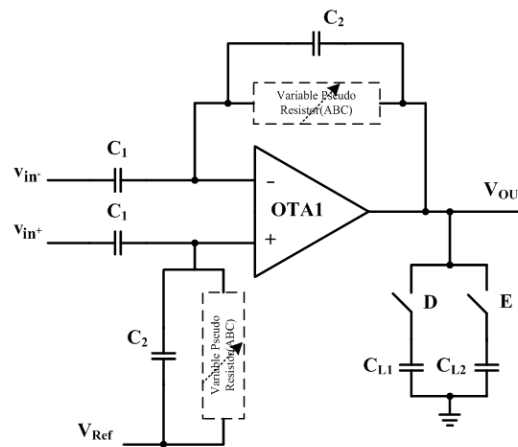 C2
Variable Pseudo
Resistor(ABC)
C1
vin-
OTA1
-
+
VOU
C1
vin+
D
E
C2
Variable Pseudo
Resistor(ABC)
CL1
CL2
VRef